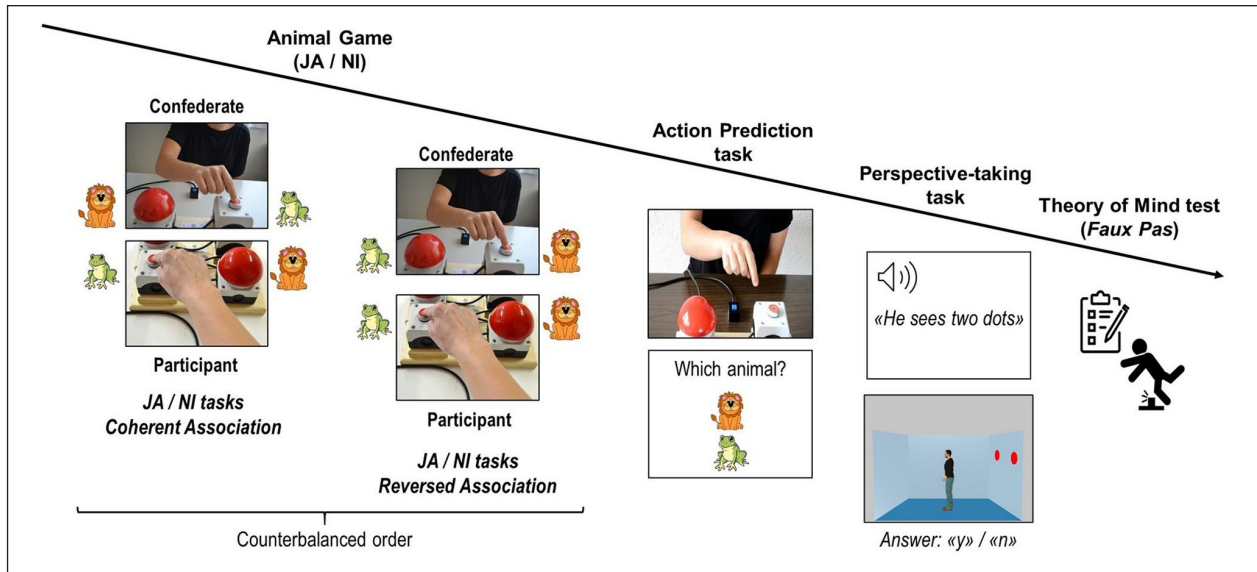 Animal Game
(JA / NI)
Confederate
Participant
JA / NI tasks
Coherent Association
Confederate
Participant
JA / NI tasks
Reversed Association
Counterbalanced order
Action Prediction
task
Which animal?
Perspective-taking
task
«He sees two dots»
Answer: «y» / «n»
Theory of Mind test
(Faux Pas)